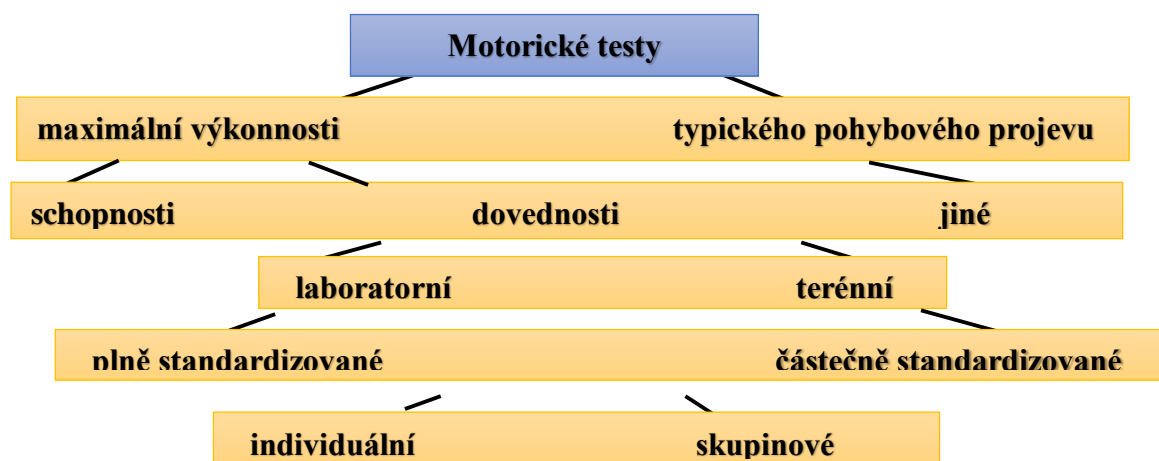 Motorické testy
maximální výkonnosti typického pohybového projevu
schopnosti dovednosti jiné
laboratorní terénní
plně standardizované částečně standardizované
individuální skupinové